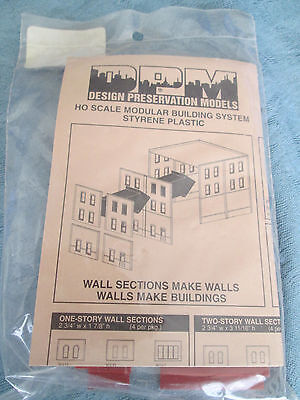 DPM
DESIGN PRESERVATION MODELS
HO SCALE MODULAR BUILDING SYSTEM
STYRENE PLASTIC
WALL SECTIONS MAKE WALLS
WALLS MAKE BUILDINGS
ONE-STORY WALL SECTIONS
2 3/4" w x 1 7/8" h (4 per pkg.)
TWO-STORY WALL SECT
2 3/4" w x 3 11/16" h